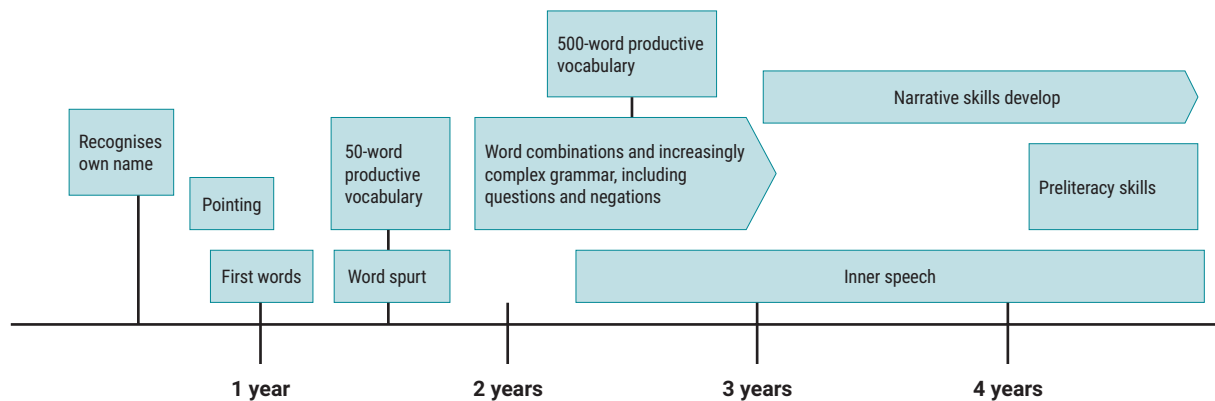 500-word productive
vocabulary
Narrative skills develop
Recognises
own name
50-word
productive
vocabulary
Word combinations and increasingly
complex grammar, including
questions and negations
Preliteracy skills
Pointing
First words
Word spurt
Inner speech
1 year
2 years
3 years
4 years